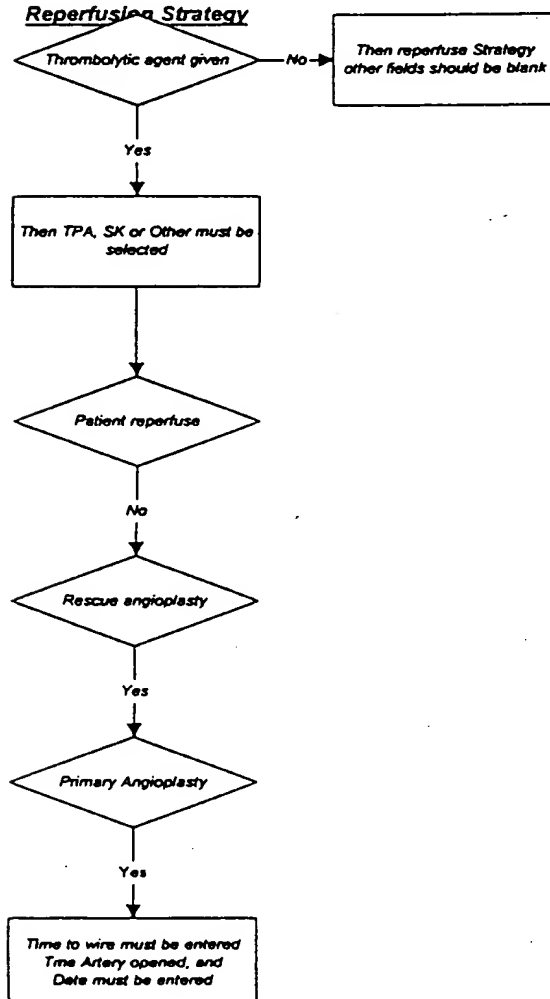 Reperfusion Strategy
Thrombolytic agent given
No
Then reperfuse Strategy
other fields should be blank
Yes
Then TPA, SK or Other must be
selected
Patient reperfuse
No
Rescue angioplasty
Yes
Primary Angioplasty
Yes
Time to wire must be entered
Tme Artery opened, and
Date must be entered